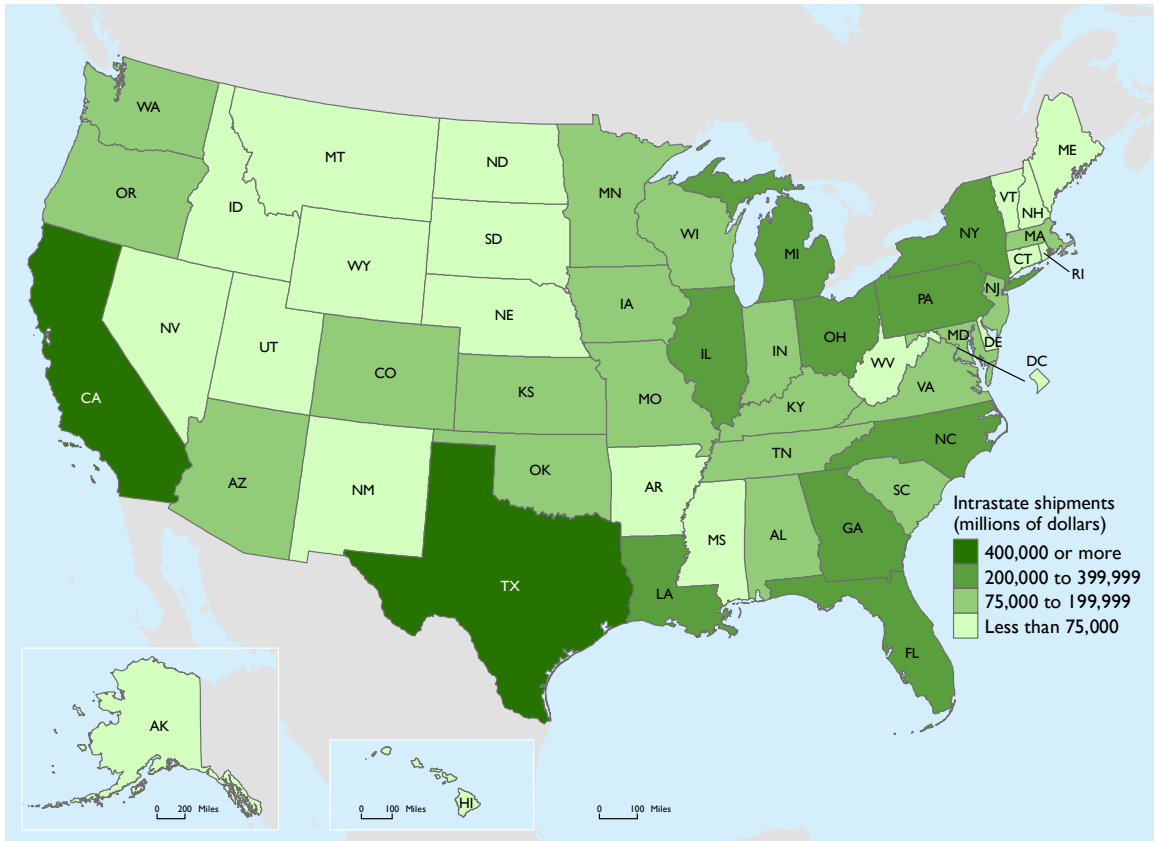 WA
MT
ND
ME
MN
OR
VT
ID
NH
SD
WI
NY
MA
MI
WY
CT
RI
PA
NJ
IA
NE
NV
OH
MD
DE
UT
IL
IN
WV
DC
CO
VA
KS
MO
KY
CA
NC
TN
OK
AZ
SC
NM
AR
Intrastate shipments
(millions of dollars)
GA
MS
AL
400,000 or more
200,000 to 399,999
TX
LA
75,000 to 199,999
Less than 75,000
FL
AK
HI
0 200 Miles
0 100 Miles
0 100 Miles